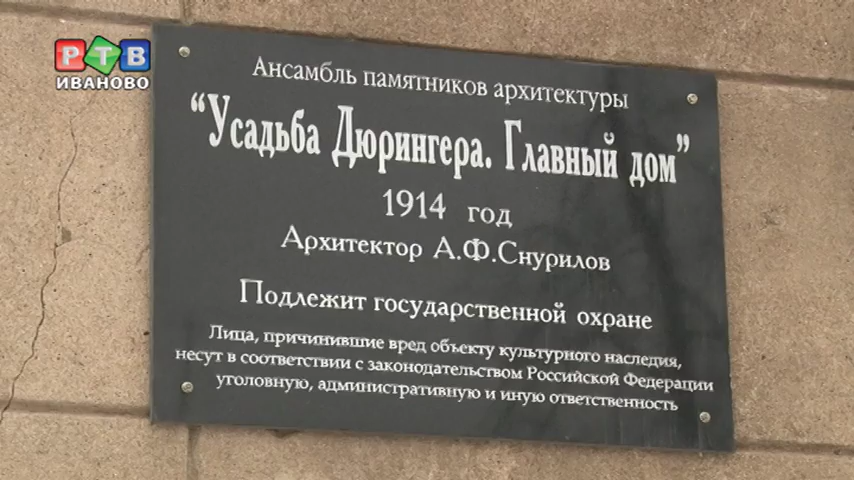 РТВ
ИВАНОВО
Ансамбль памятников архитектуры
“Усадьба Дюрингера. Главный дом”
1914 год
Архитектор А.Ф.Снурилов
Подлежит государственной охране
Лица, причинившие вред объекту культурного наследия,
несут в соответствии с законодательством Российской Федерации
уголовную, административную и иную ответственность